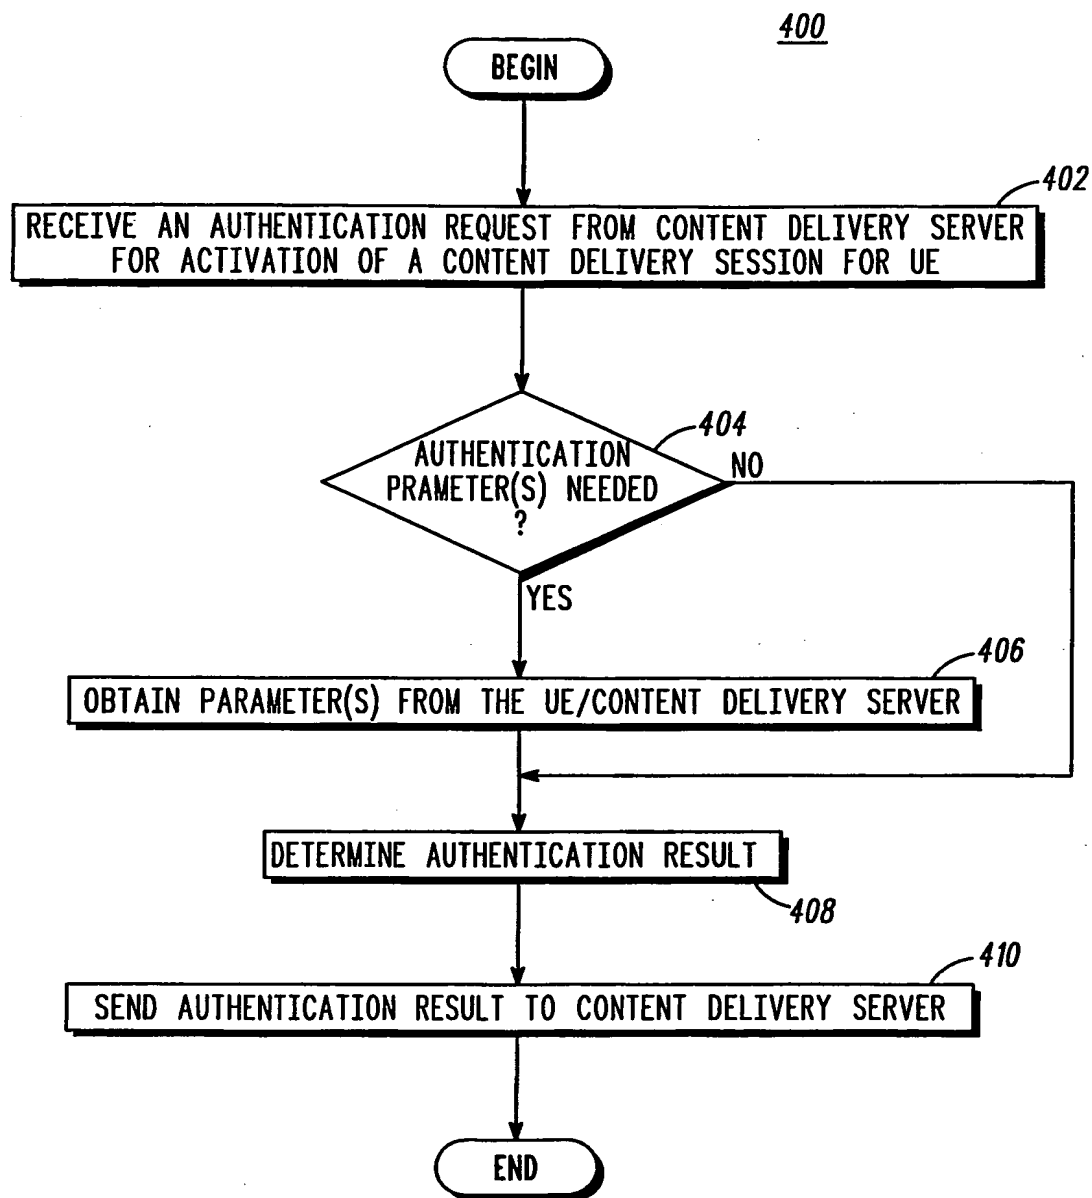 400
BEGIN
402
RECEIVE AN AUTHENTICATION REQUEST FROM CONTENT DELIVERY SERVER
FOR ACTIVATION OF A CONTENT DELIVERY SESSION FOR UE
404
AUTHENTICATION
PRAMETER(S) NEEDED
?
NO
YES
406
OBTAIN PARAMETER(S) FROM THE UE/CONTENT DELIVERY SERVER
DETERMINE AUTHENTICATION RESULT
408
410
SEND AUTHENTICATION RESULT TO CONTENT DELIVERY SERVER
END